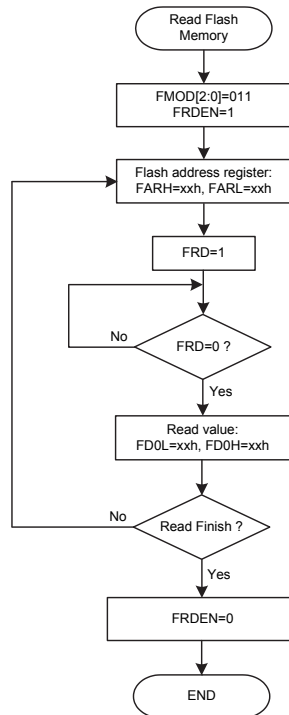 Read Flash
Memory
FMOD[2:0]=011
FRDEN=1
Flash address register:
FARH=xxh, FARL=xxh
FRD=1
FRD=0 ?
No
Yes
Read value:
FD0L=xxh, FD0H=xxh
Read Finish ?
No
Yes
FRDEN=0
END